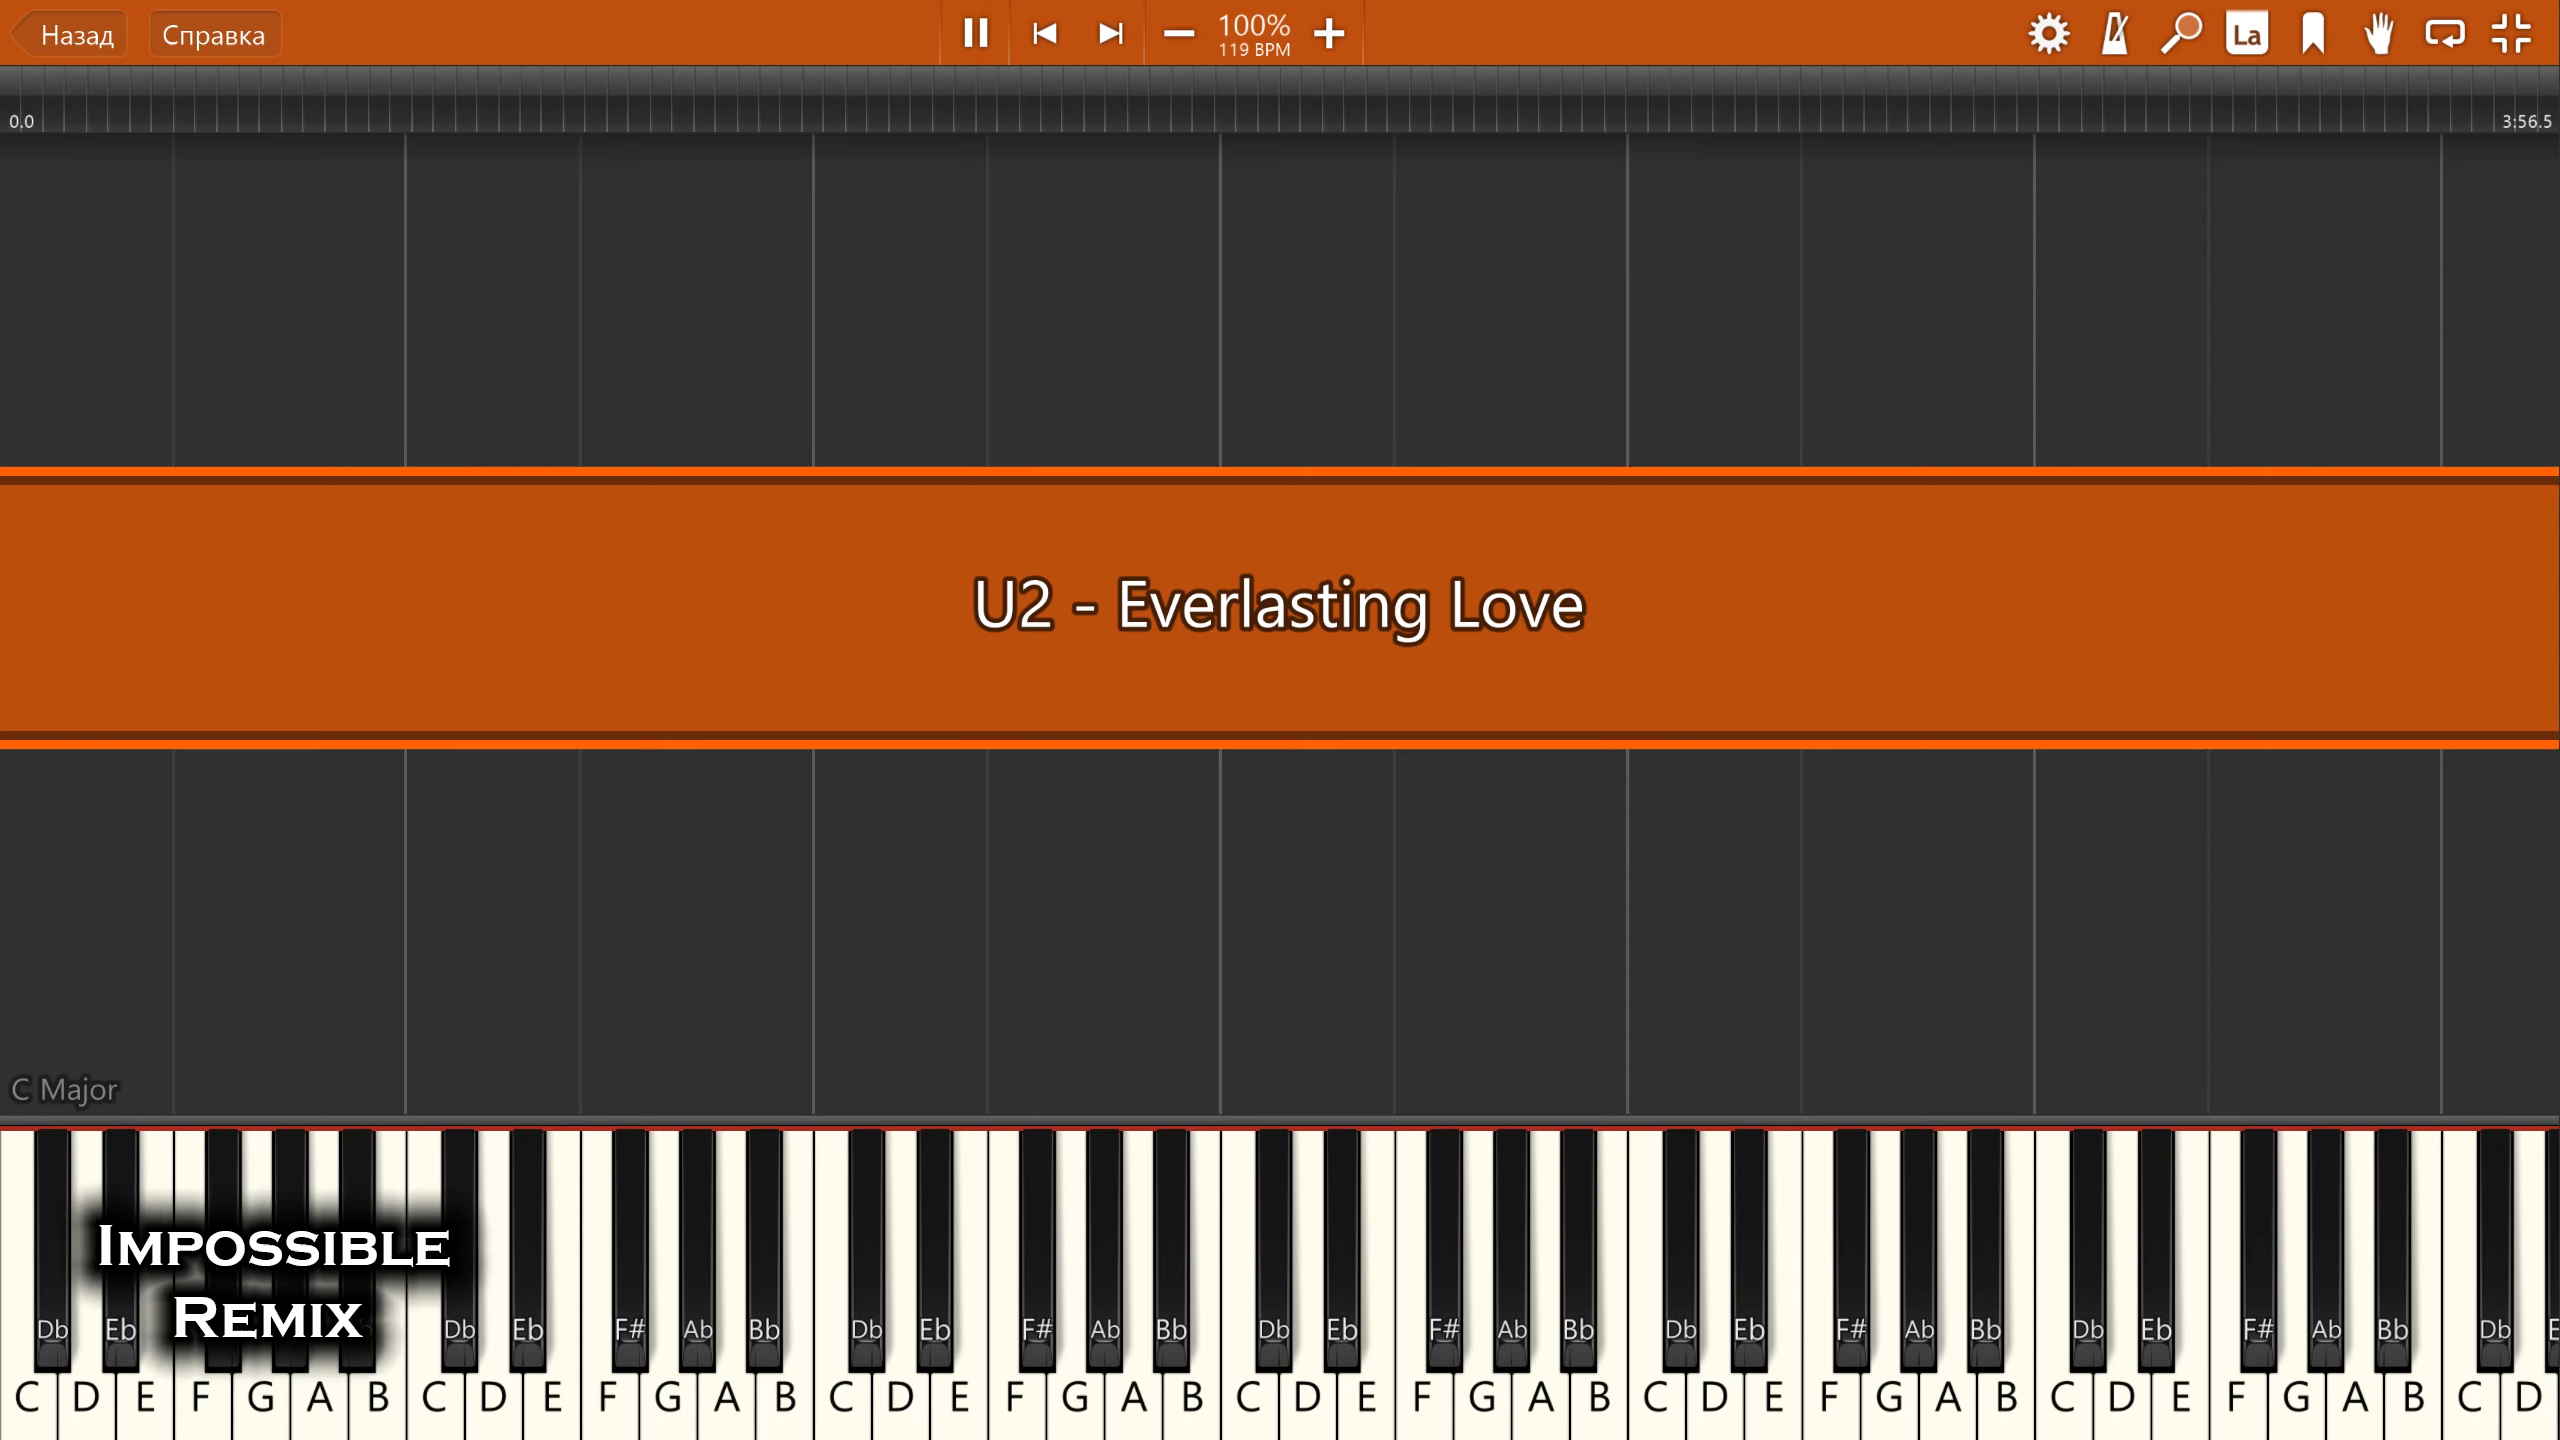 Назад Справка 100% La
119 BPM
0.0 3:56.5
U2 - Everlasting Love
C Major
Impossible
Remix
Db Eb Db Eb F# Ab Bb Db Eb F# Ab Bb Db Eb F# Ab Bb Db Eb F# Ab Bb Db Eb F# Ab Bb Db
C D E F G A B C D E F G A B C D E F G A B C D E F G A B C D E F G A B C D E F G A B C D